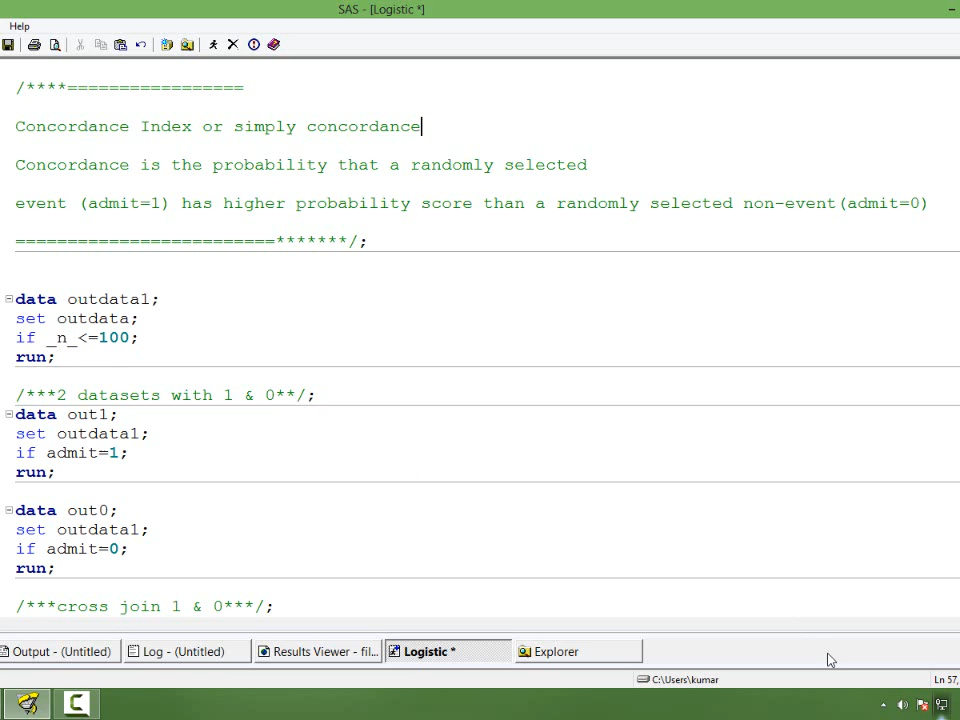 SAS - [Logistic *]
Help
/****=================
Concordance Index or simply concordance
Concordance is the probability that a randomly selected
event (admit=1) has higher probability score than a randomly selected non-event(admit=0)
=========================*******/;
data outdata1;
set outdata;
if _n_<=100;
run;
/***2 datasets with 1 & 0**/;
data out1;
set outdata1;
if admit=1;
run;
data out0;
set outdata1;
if admit=0;
run;
/***cross join 1 & 0***/;
Output - (Untitled) Log - (Untitled) Results Viewer - fil... Logistic * Explorer
C:\Users\kumar Ln 57,